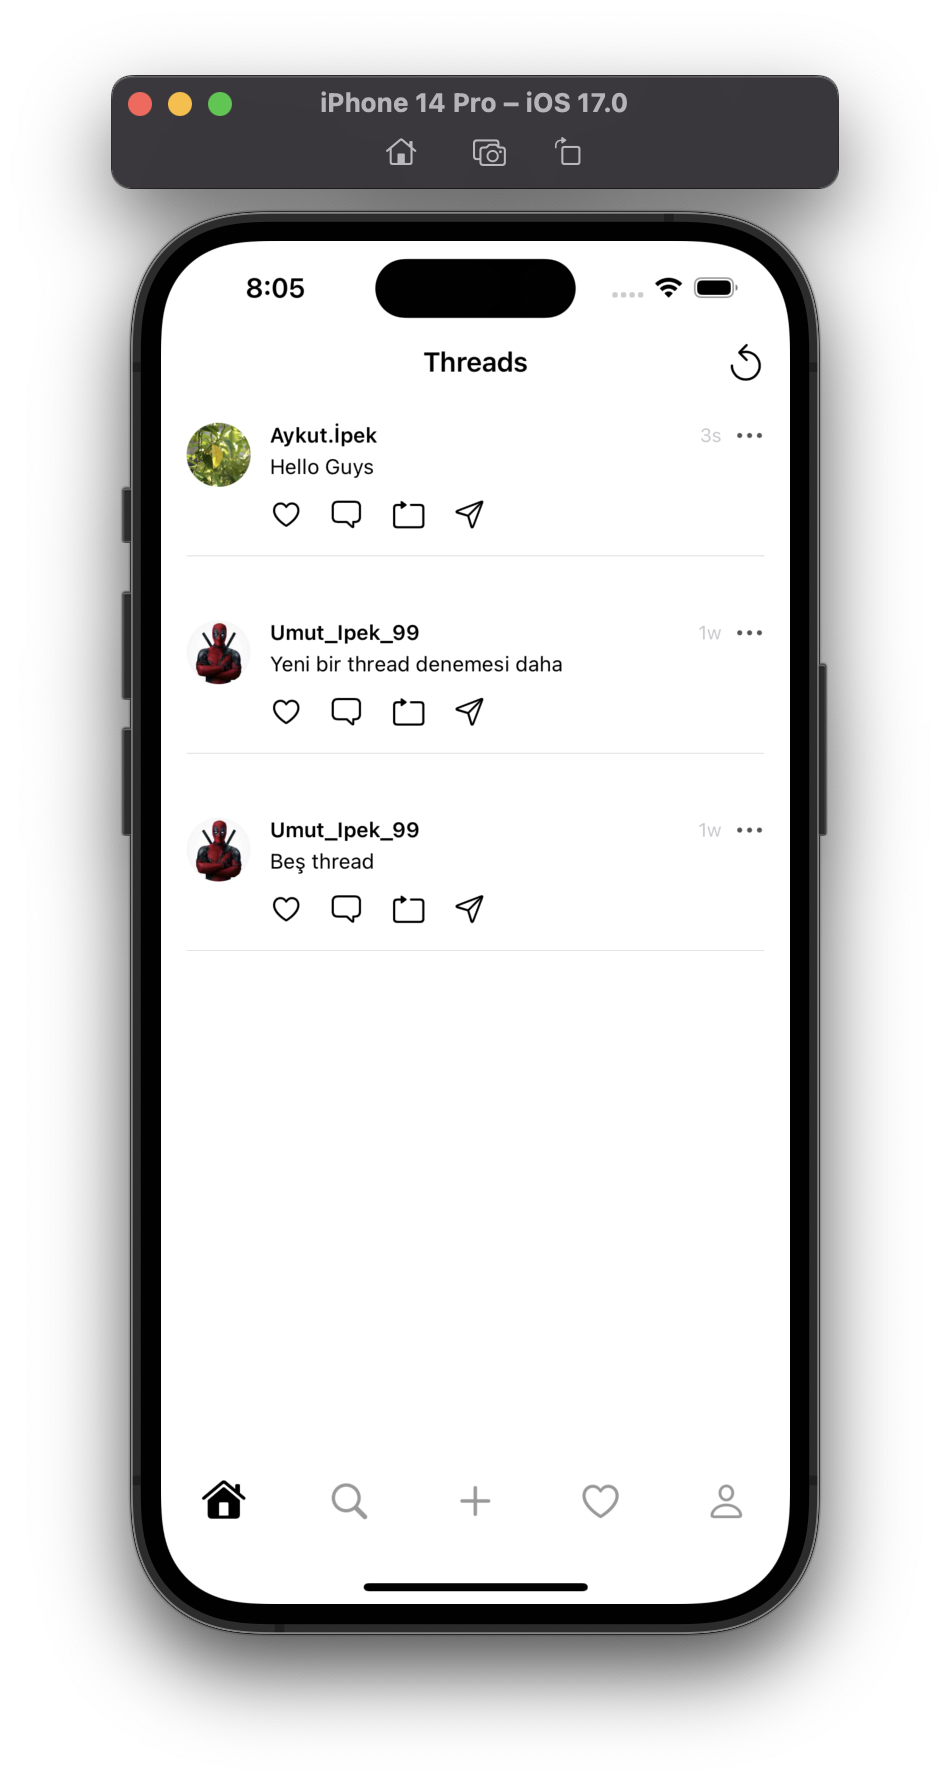 iPhone 14 Pro – iOS 17.0
8:05
Threads
Aykut.İpek 3s
Hello Guys
Umut_Ipek_99 1w
Yeni bir thread denemesi daha
Umut_Ipek_99 1w
Beş thread